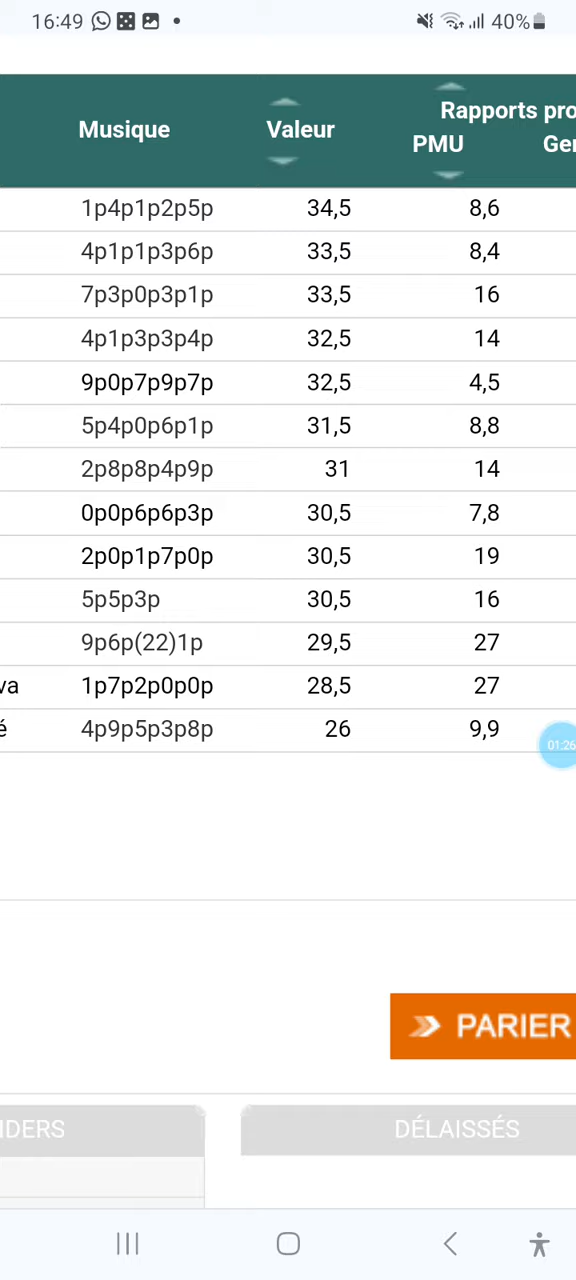 16:49 40%
Rapports pro
Musique Valeur PMU Ger
1p4p1p2p5p 34,5 8,6
4p1p1p3p6p 33,5 8,4
7p3p0p3p1p 33,5 16
4p1p3p3p4p 32,5 14
9p0p7p9p7p 32,5 4,5
5p4p0p6p1p 31,5 8,8
2p8p8p4p9p 31 14
0p0p6p6p3p 30,5 7,8
2p0p1p7p0p 30,5 19
5p5p3p 30,5 16
9p6p(22)1p 29,5 27
va 1p7p2p0p0p 28,5 27
é 4p9p5p3p8p 26 9,9
01:26
PARIER
IDERS DÉLAISSÉS